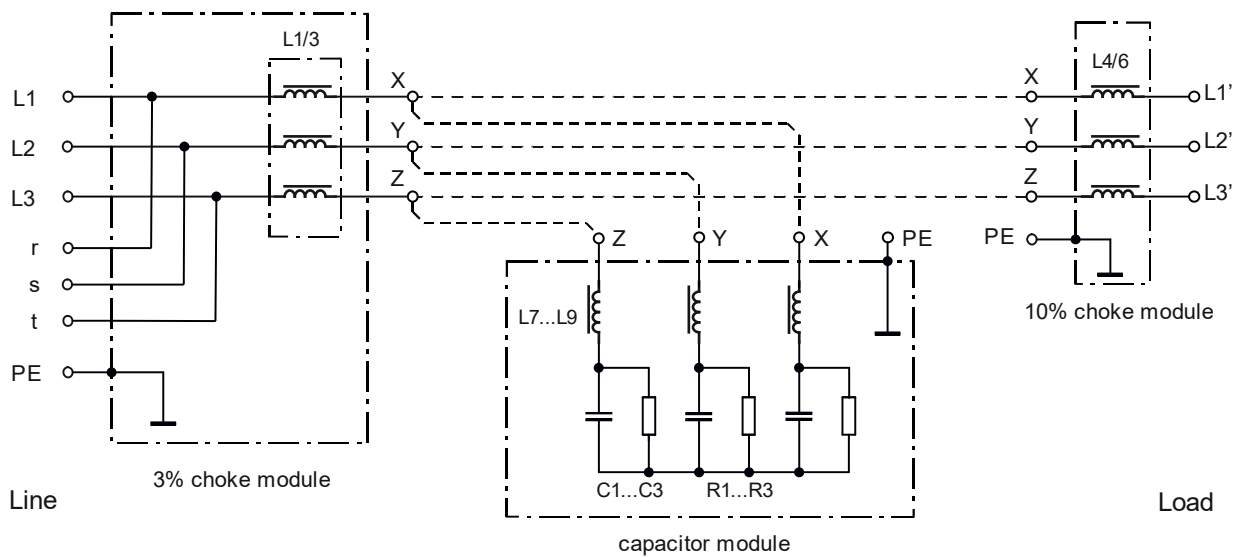 L1/3
L4/6
X
X
L1
L1’
Y
Y
L2
L2’
Z
Z
L3
L3’
r
Z
Y
X
PE
PE
s
L7...L9
10% choke module
t
PE
3% choke module
C1...C3
R1...R3
Line
Load
capacitor module